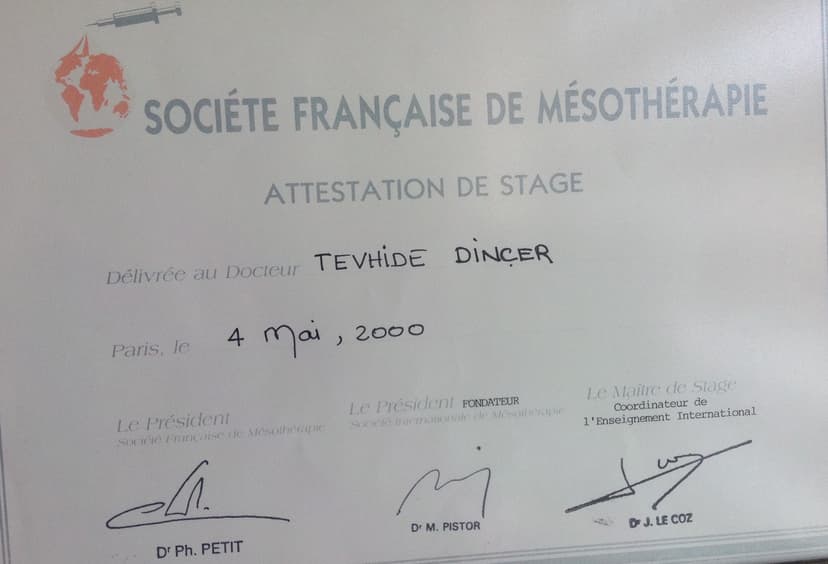 SOCIÉTE FRANÇAISE DE MÉSOTHÉRAPIE
ATTESTATION DE STAGE
Délivrée au Docteur TEVHIDE DİNÇER
Paris, le 4 Mai, 2000
Le Président
Société Française de Mésothérapie
Le Président FONDATEUR
Société Internationale de Mésothérapie
Le Maître de Stage
Coordinateur de
l'Enseignement International
Dr Ph. PETIT
Dr M. PISTOR
Dr J. LE COZ